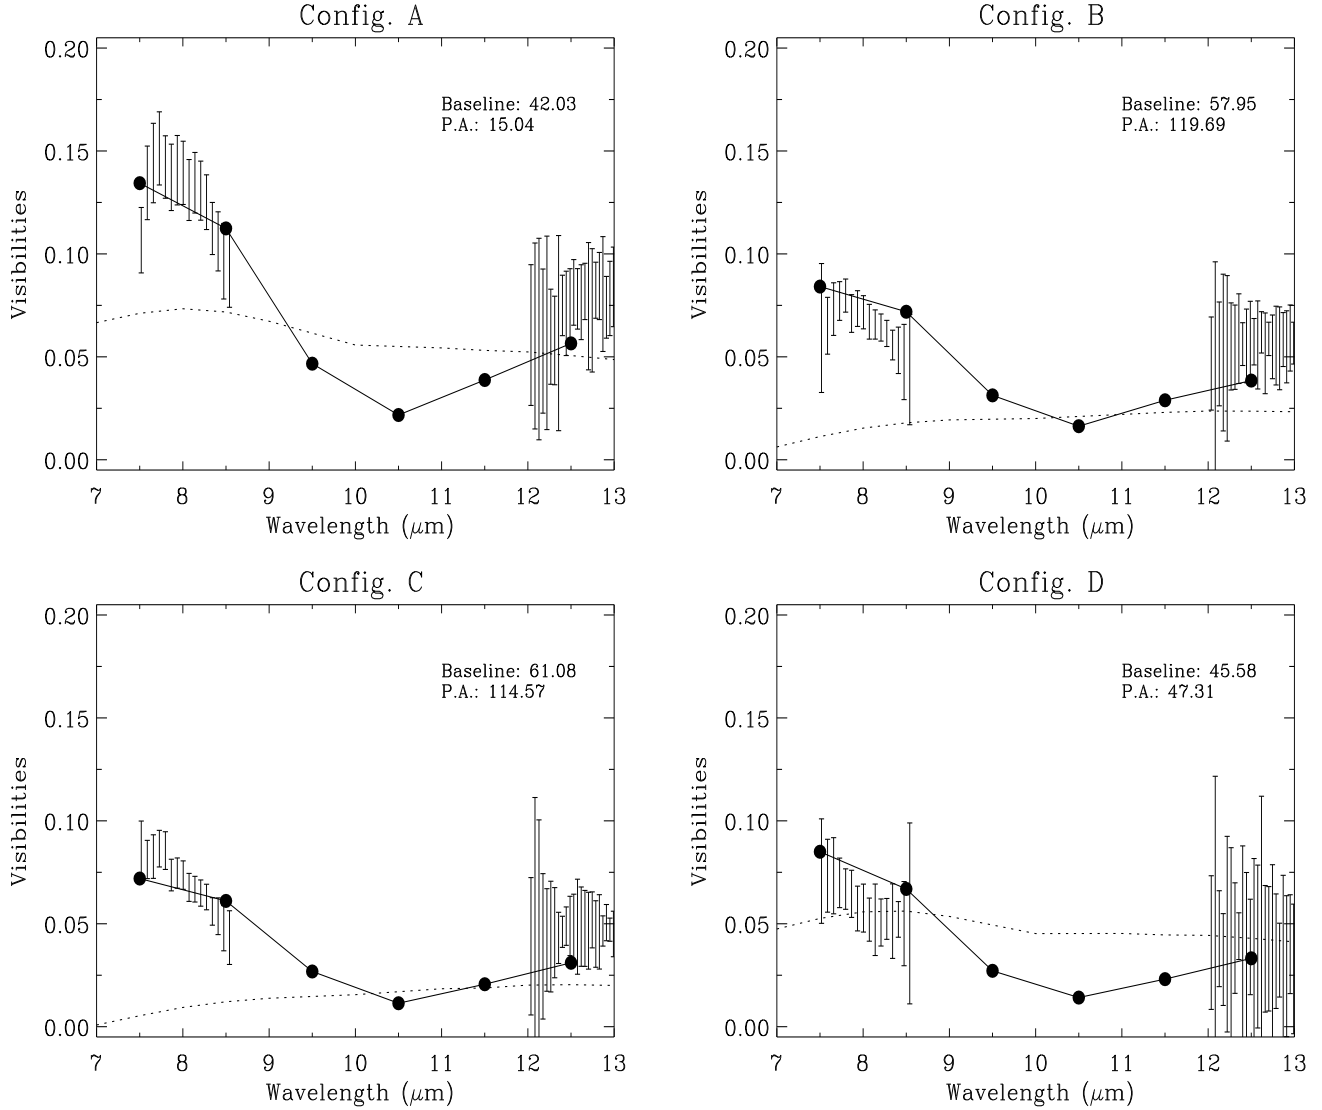 Config. A
0.20
0.15
0.10
0.05
0.00
Visibilities
Baseline: 42.03
P.A.: 15.04
7 8 9 10 11 12 13
Wavelength (μm)
Config. B
0.20
0.15
0.10
0.05
0.00
Visibilities
Baseline: 57.95
P.A.: 119.69
7 8 9 10 11 12 13
Wavelength (μm)
Config. C
0.20
0.15
0.10
0.05
0.00
Visibilities
Baseline: 61.08
P.A.: 114.57
7 8 9 10 11 12 13
Wavelength (μm)
Config. D
0.20
0.15
0.10
0.05
0.00
Visibilities
Baseline: 45.58
P.A.: 47.31
7 8 9 10 11 12 13
Wavelength (μm)